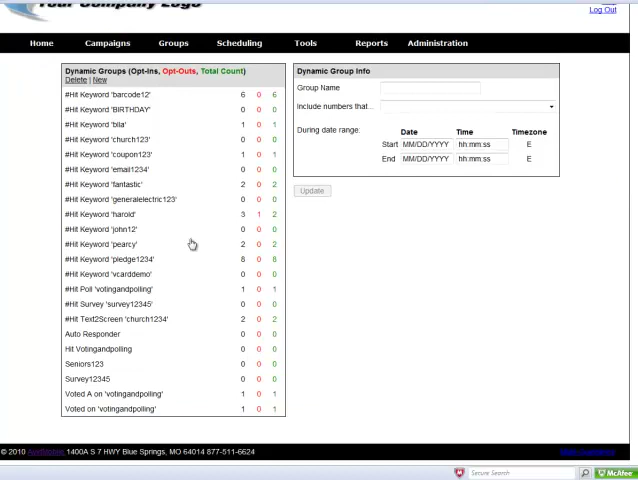 Your Company Logo
Log Out
Home Campaigns Groups Scheduling Tools Reports Administration
Dynamic Groups (Opt-Ins, Opt-Outs, Total Count)
Delete | New
#Hit Keyword 'barcode12' 6 0 6
#Hit Keyword 'BIRTHDAY' 0 0 0
#Hit Keyword 'blla' 1 0 1
#Hit Keyword 'church123' 0 0 0
#Hit Keyword 'coupon123' 1 0 1
#Hit Keyword 'email1234' 0 0 0
#Hit Keyword 'fantastic' 2 0 2
#Hit Keyword 'generalelectric123' 0 0 0
#Hit Keyword 'harold' 3 1 2
#Hit Keyword 'john12' 0 0 0
#Hit Keyword 'pearcy' 2 0 2
#Hit Keyword 'pledge1234' 8 0 8
#Hit Keyword 'vcarddemo' 0 0 0
#Hit Poll 'votingandpolling' 1 0 1
#Hit Survey 'survey12345' 0 0 0
#Hit Text2Screen 'church1234' 2 0 2
Auto Responder 0 0 0
Hit Votingandpolling 0 0 0
Seniors123 0 0 0
Survey12345 0 0 0
Voted A on 'votingandpolling' 1 0 1
Voted on 'votingandpolling' 1 0 1
Dynamic Group Info
Group Name
Include numbers that...
During date range: Date Time Timezone
Start MM/DD/YYYY hh:mm:ss E
End MM/DD/YYYY hh:mm:ss E
Update
© 2010 1400A S 7 HWY Blue Springs, MO 64014 877-511-6624
Secure Search McAfee